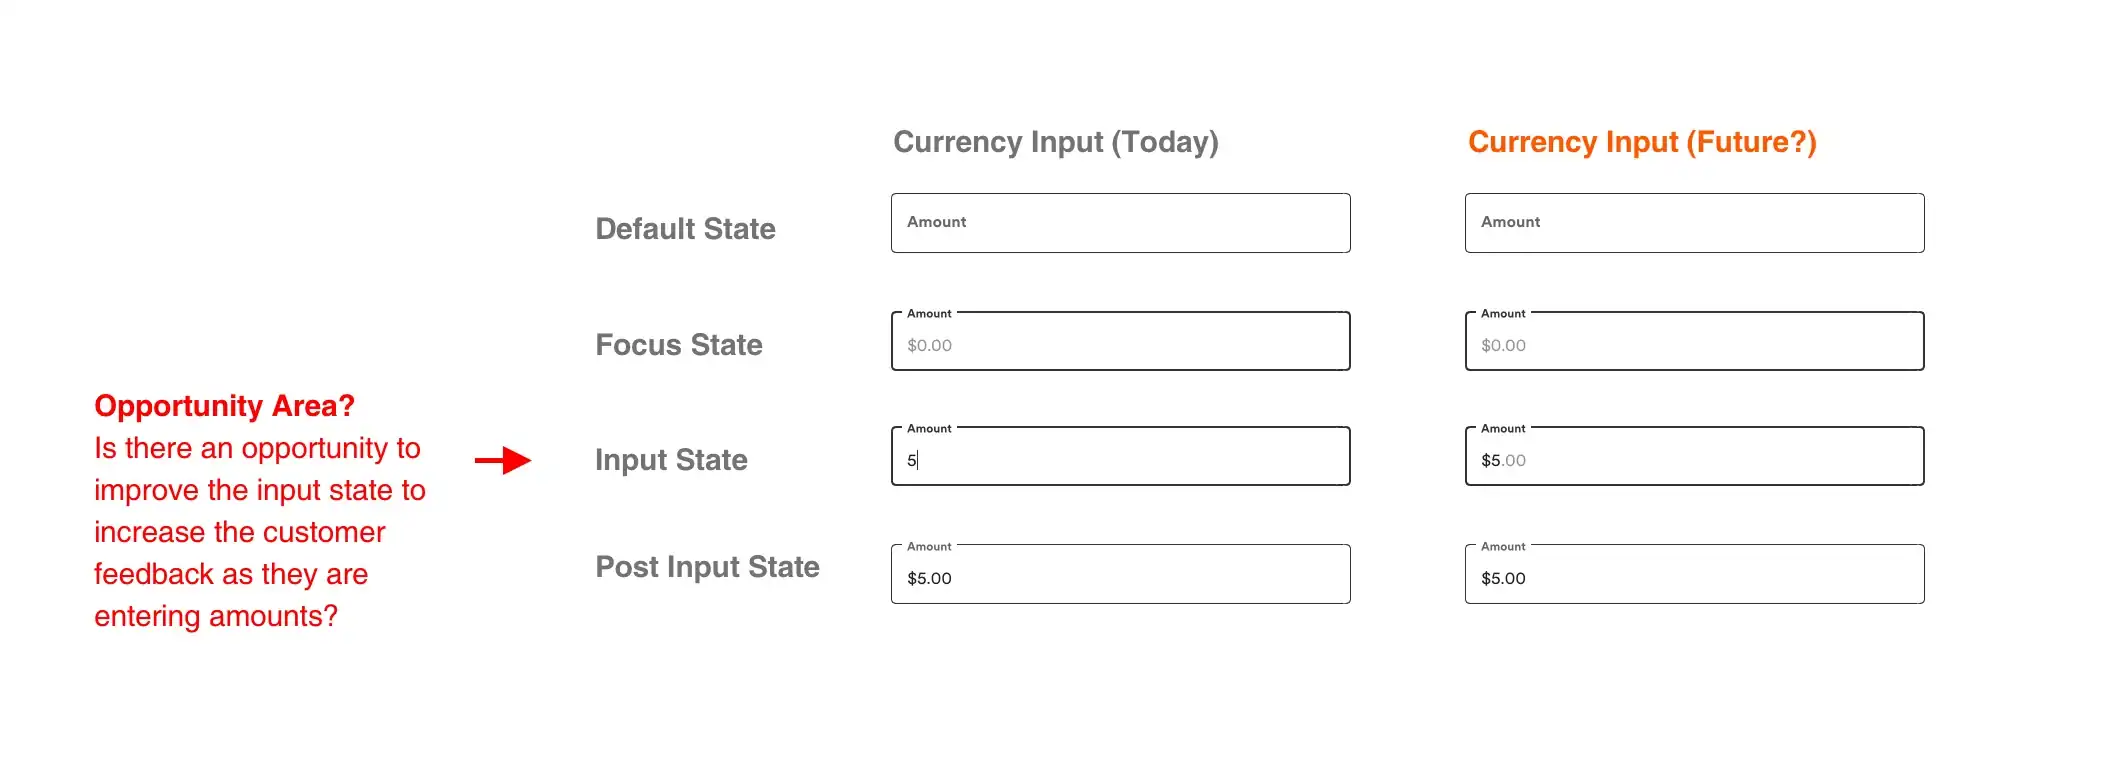 Currency Input (Today)
Currency Input (Future?)
Default State
Amount
Amount
Focus State
Amount
$0.00
Amount
$0.00
Opportunity Area?
Is there an opportunity to
improve the input state to
increase the customer
feedback as they are
entering amounts?
Input State
Amount
5
Amount
$5.00
Post Input State
Amount
$5.00
Amount
$5.00